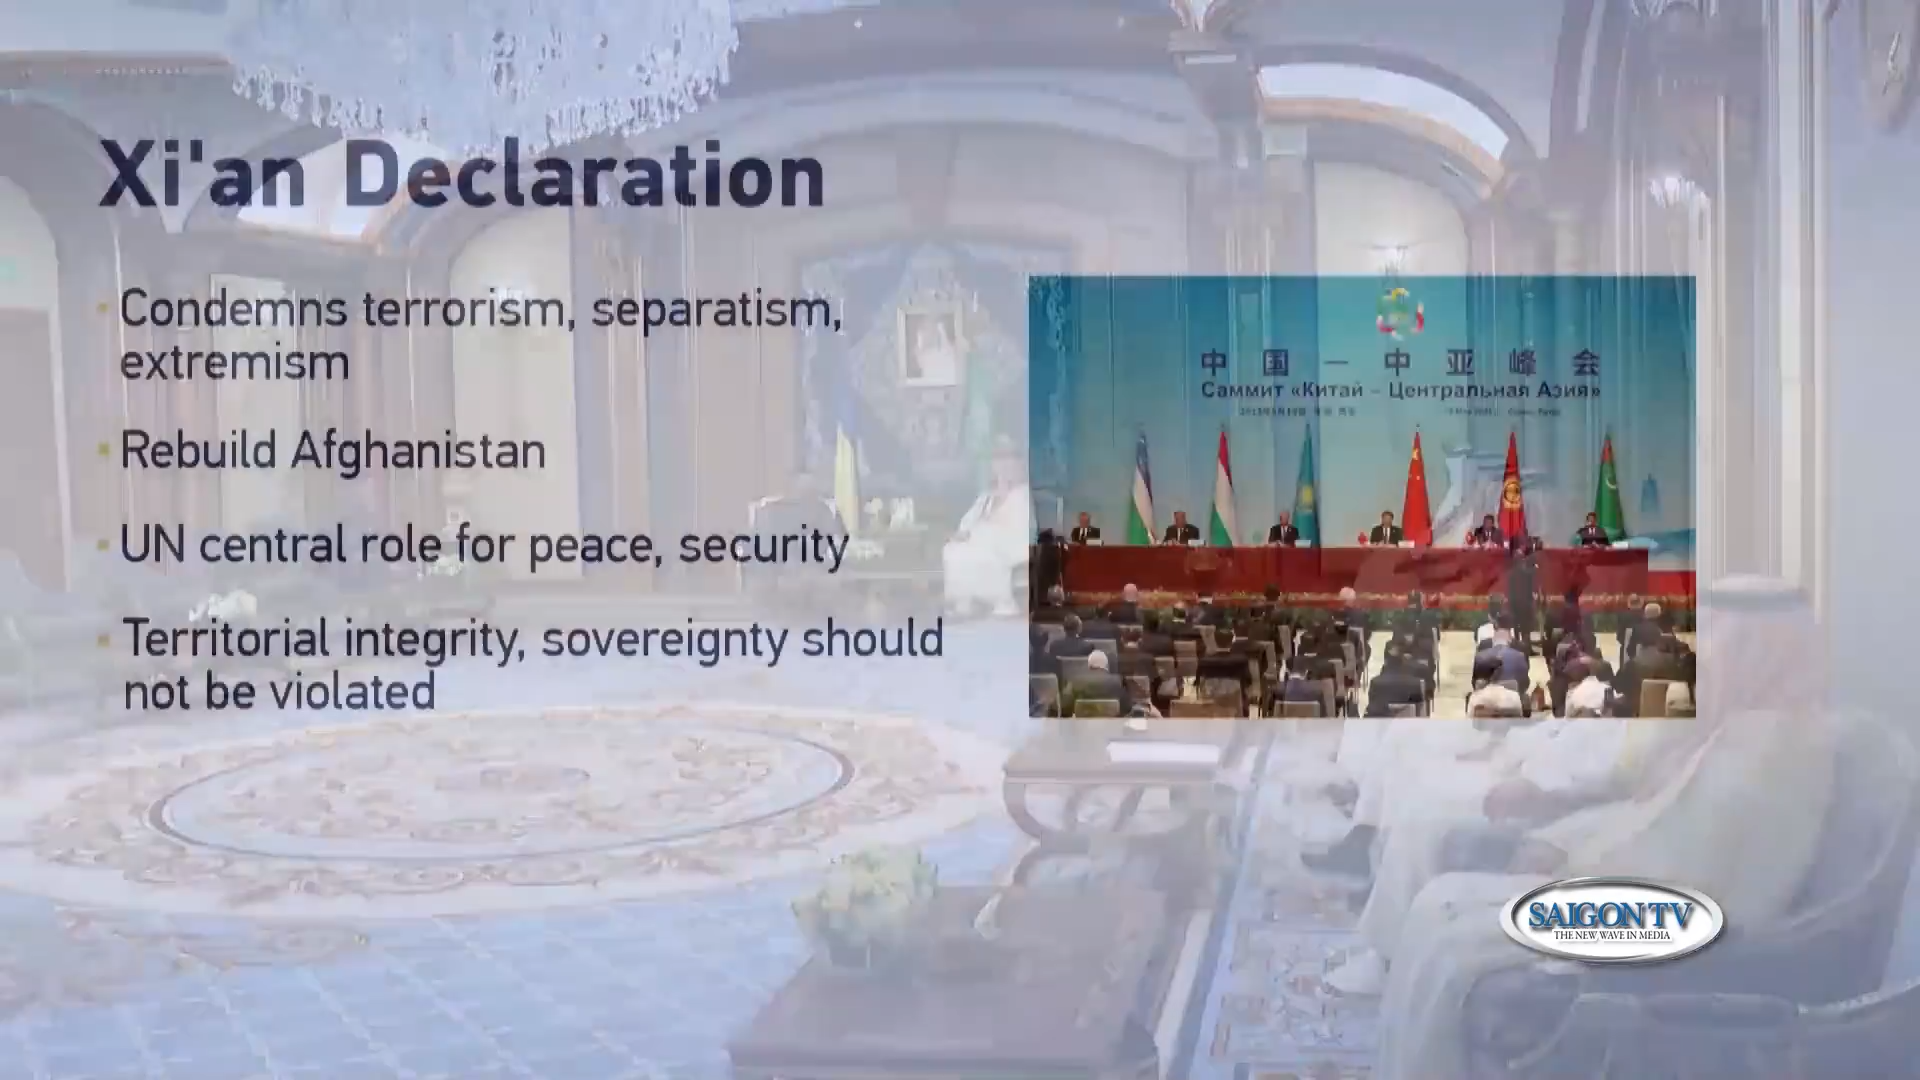 Xi'an Declaration
Condemns terrorism, separatism,
extremism
Rebuild Afghanistan
UN central role for peace, security
Territorial integrity, sovereignty should
not be violated
中国—中亚峰会
Саммит «Китай – Центральная Азия»
SAIGON TV
THE NEW WAVE IN MEDIA